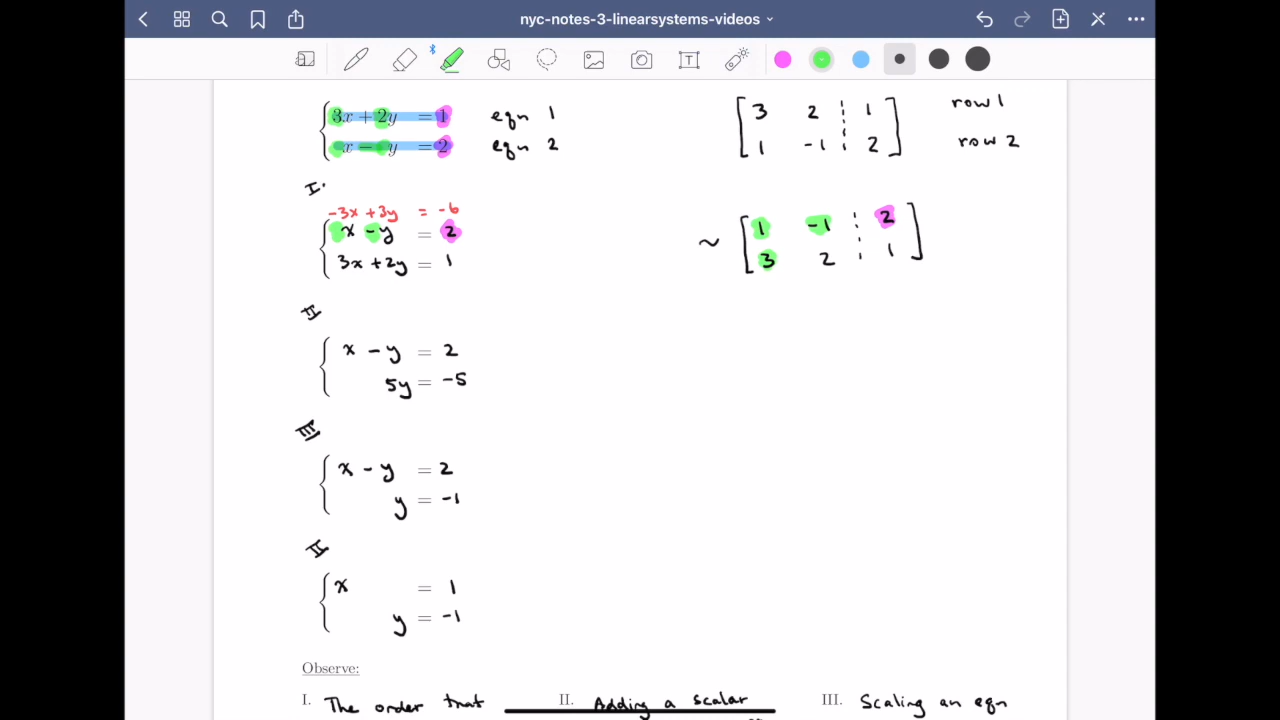 nyc-notes-3-linearsystems-videos
3x + 2y = 1 eqn 1
x - y = 2 eqn 2
[3 2 1] row 1
[1 -1 2] row 2
I.
-3x +3y = -6
x - y = 2
3x + 2y = 1
~ [1 -1 2]
[3 2 1]
II
x - y = 2
5y = -5
III
x - y = 2
y = -1
II
x = 1
y = -1
Observe:
I. The order that II. Adding a scalar III. Scaling an eqn